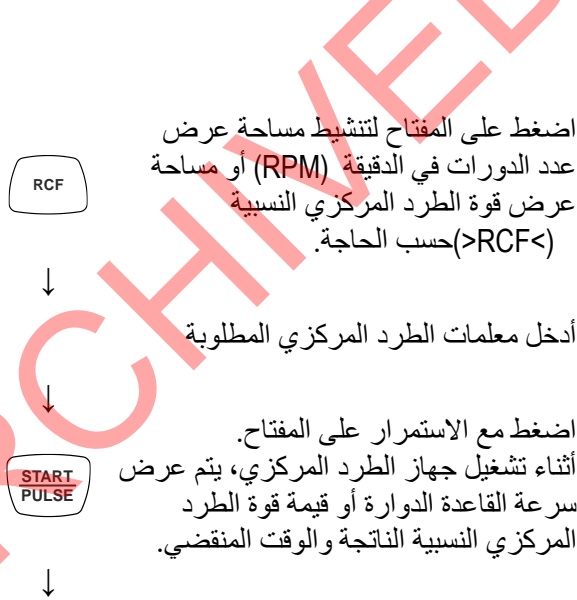 اضغط على المفتاح لتنشيط مساحة عرض
عدد الدورات في الدقيقة (RPM) أو مساحة
عرض قوة الطرد المركزي النسبية
(>RCF<)حسب الحاجة.
RCF
↓
أدخل معلمات الطرد المركزي المطلوبة
↓
اضغط مع الاستمرار على المفتاح.
أثناء تشغيل جهاز الطرد المركزي، يتم عرض
سرعة القاعدة الدوارة أو قيمة قوة الطرد
المركزي النسبية الناتجة والوقت المنقضي.
START
PULSE
↓
RCHIVED